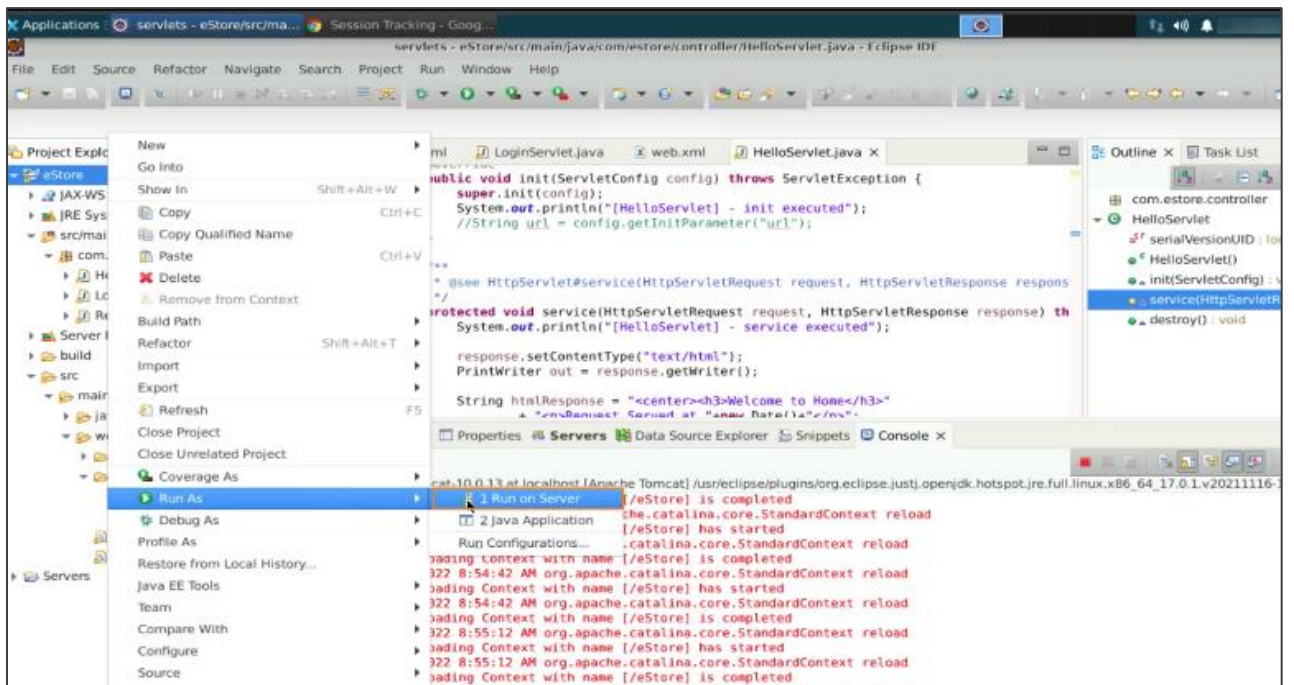 Applications servlets - eStore/src/ma... Session Tracking - Goog...
servlets - eStore/src/main/java/com/estore/controller/HelloServlet.java - Eclipse IDE
File Edit Source Refactor Navigate Search Project Run Window Help
Project Explo
eStore
JAX-WS
JRE Sys
src/mai
com.
He
Lo
Re
Server
build
src
main
ja
we
Servers
New
Go Into
Show In Shift+Alt+W
Copy Ctrl+C
Copy Qualified Name
Paste Ctrl+V
Delete
Remove from Context
Build Path
Refactor Shift+Alt+T
Import
Export
Refresh F5
Close Project
Close Unrelated Project
Coverage As
Run As
Debug As
Profile As
Restore from Local History...
Java EE Tools
Team
Compare With
Configure
Source
1 Run on Server
2 Java Application
Run Configurations...
ml LoginServlet.java web.xml HelloServlet.java
public void init(ServletConfig config) throws ServletException {
super.init(config);
System.out.println("[HelloServlet] - init executed");
//String url = config.getInitParameter("url");
**
* @see HttpServlet#service(HttpServletRequest request, HttpServletResponse respons
*/
protected void service(HttpServletRequest request, HttpServletResponse response) th
System.out.println("[HelloServlet] - service executed");
response.setContentType("text/html");
PrintWriter out = response.getWriter();
String htmlResponse = "<center><h3>Welcome to Home</h3>"
+ "<p>Request Served at "+new Date()+"</p>";
Outline Task List
com.estore.controller
HelloServlet
serialVersionUID : lo
HelloServlet()
init(ServletConfig) : v
service(HttpServletR
destroy() : void
Properties Servers Data Source Explorer Snippets Console
cat-10.0.13 at localhost [Apache Tomcat] /usr/eclipse/plugins/org.eclipse.justj.openjdk.hotspot.jre.full.linux.x86_64_17.0.1.v20211116-1
[/eStore] is completed
che.catalina.core.StandardContext reload
[/eStore] has started
.catalina.core.StandardContext reload
oading Context with name [/eStore] is completed
022 8:54:42 AM org.apache.catalina.core.StandardContext reload
oading Context with name [/eStore] has started
022 8:54:42 AM org.apache.catalina.core.StandardContext reload
oading Context with name [/eStore] is completed
022 8:55:12 AM org.apache.catalina.core.StandardContext reload
oading Context with name [/eStore] has started
022 8:55:12 AM org.apache.catalina.core.StandardContext reload
oading Context with name [/eStore] is completed